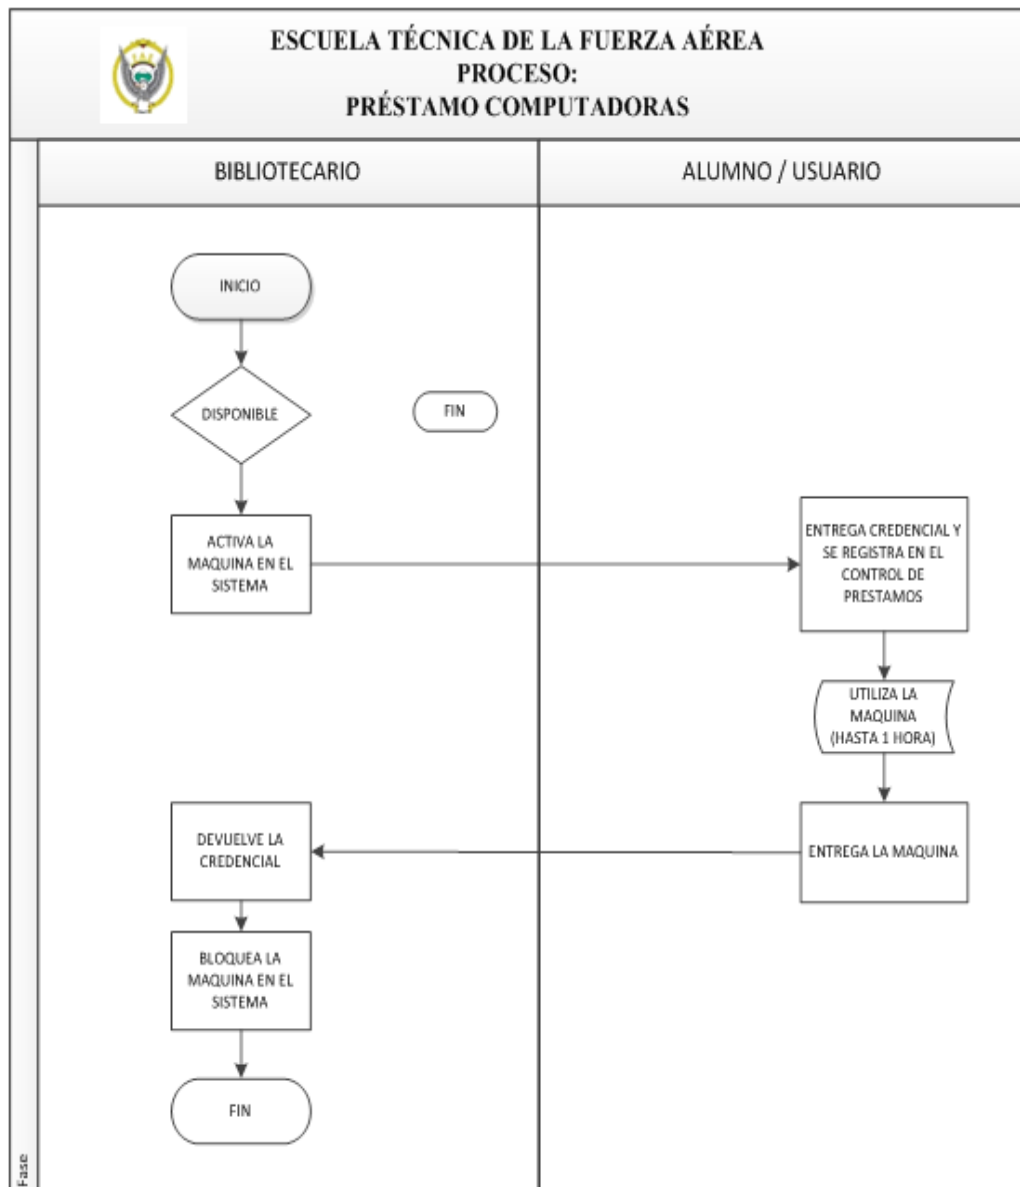 ESCUELA TÉCNICA DE LA FUERZA AÉREA
PROCESO:
PRÉSTAMO COMPUTADORAS
BIBLIOTECARIO
ALUMNO / USUARIO
INICIO
DISPONIBLE
FIN
ACTIVA LA
MAQUINA EN EL
SISTEMA
ENTREGA CREDENCIAL Y
SE REGISTRA EN EL
CONTROL DE
PRESTAMOS
UTILIZA LA
MAQUINA
(HASTA 1 HORA)
ENTREGA LA MAQUINA
DEVUELVE LA
CREDENCIAL
BLOQUEA LA
MAQUINA EN EL
SISTEMA
FIN
Fase